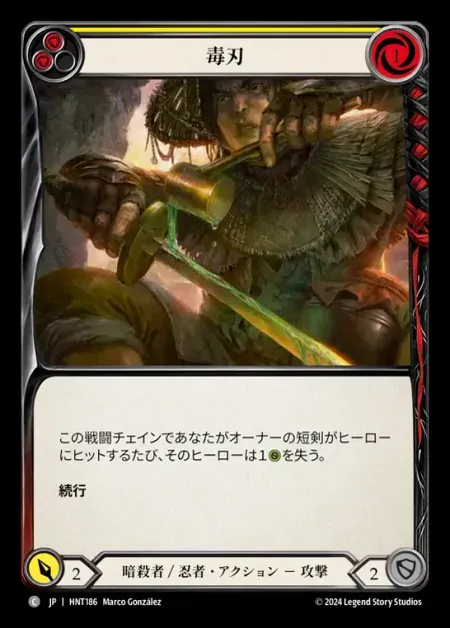 毒刃
1
この戦闘チェインであなたがオーナーの短剣がヒーロー
にヒットするたび、そのヒーローは1を失う。
続行
2
暗殺者 / 忍者・アクション － 攻撃
2
C JP | HNT186 Marco González
© 2024 Legend Story Studios